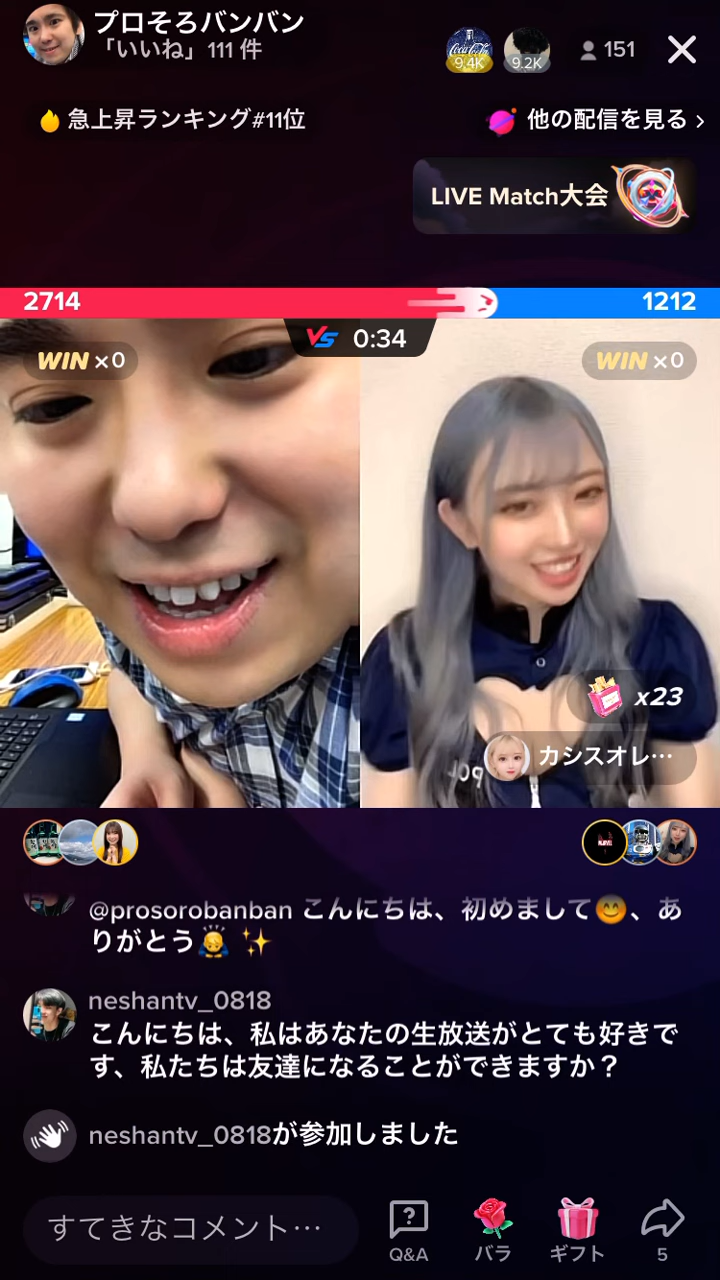 プロそろバンバン
「いいね」111 件
9.4K
9.2K
151
急上昇ランキング#11位
他の配信を見る ›
LIVE Match大会
2714
1212
VS 0:34
WIN ×0
WIN ×0
x23
カシスオレ…
@prosorobanban こんにちは、初めまして😊、あ
りがとう🙇✨
neshantv_0818
こんにちは、私はあなたの生放送がとても好きで
す、私たちは友達になることができますか？
neshantv_0818が参加しました
すてきなコメント…
Q&A
バラ
ギフト
5